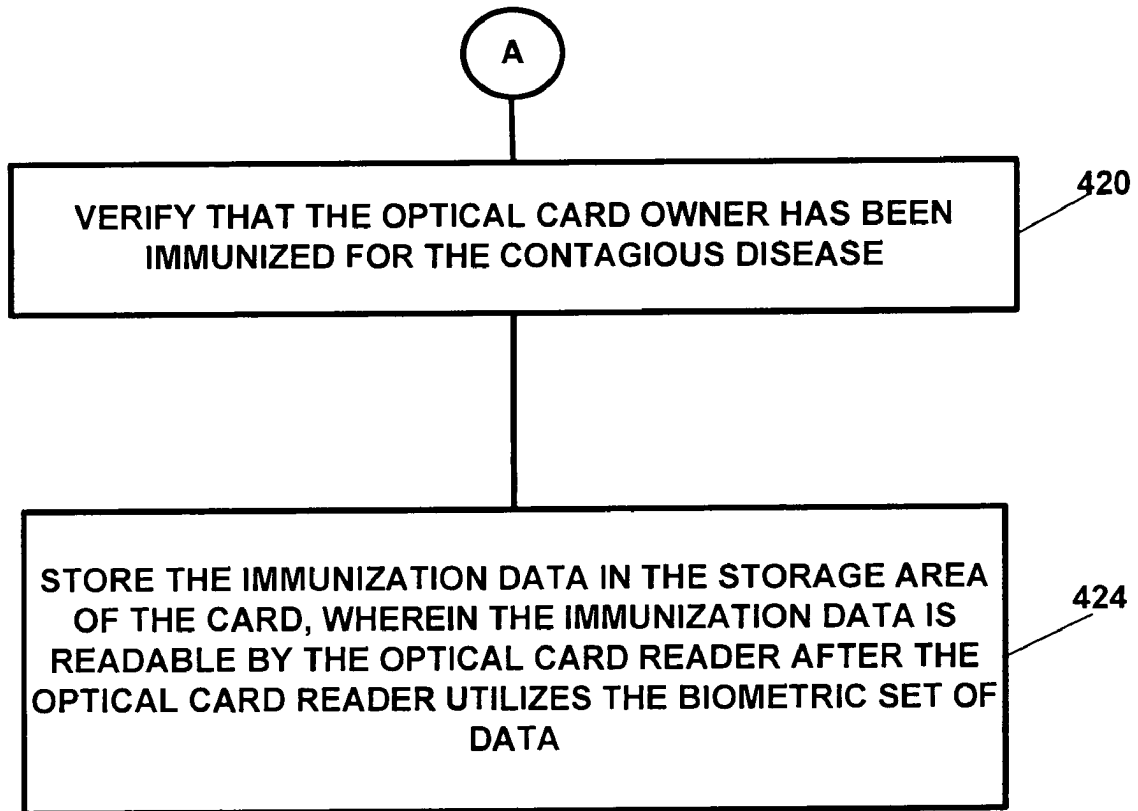 A
VERIFY THAT THE OPTICAL CARD OWNER HAS BEEN
IMMUNIZED FOR THE CONTAGIOUS DISEASE
420
STORE THE IMMUNIZATION DATA IN THE STORAGE AREA
OF THE CARD, WHEREIN THE IMMUNIZATION DATA IS
READABLE BY THE OPTICAL CARD READER AFTER THE
OPTICAL CARD READER UTILIZES THE BIOMETRIC SET OF
DATA
424